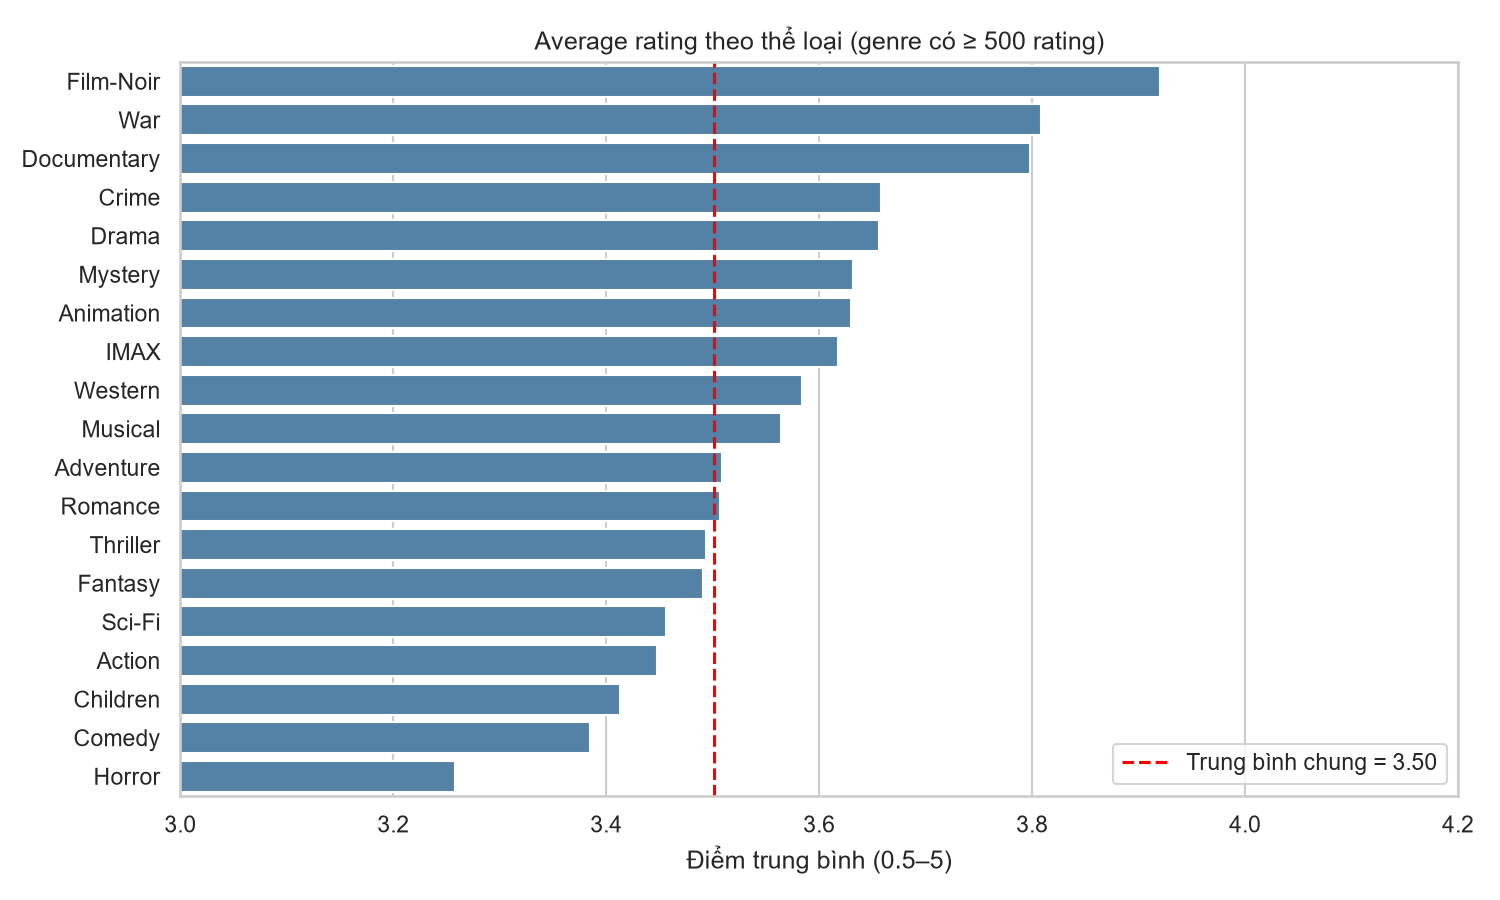 Average rating theo thể loại (genre có ≥ 500 rating)
Film-Noir
War
Documentary
Crime
Drama
Mystery
Animation
IMAX
Western
Musical
Adventure
Romance
Thriller
Fantasy
Sci-Fi
Action
Children
Comedy
Horror
Trung bình chung = 3.50
3.0 3.2 3.4 3.6 3.8 4.0 4.2
Điểm trung bình (0.5–5)